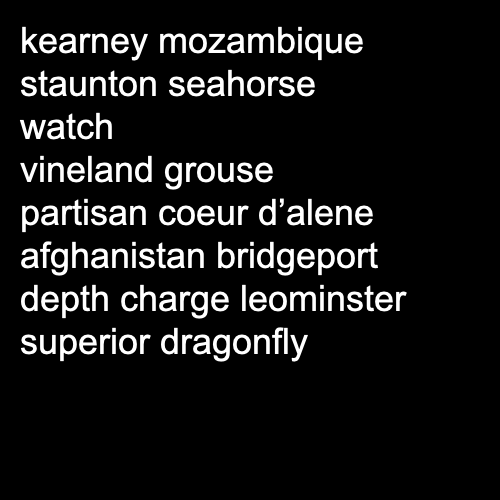 kearney mozambique
staunton seahorse
watch
vineland grouse
partisan coeur d’alene
afghanistan bridgeport
depth charge leominster
superior dragonfly